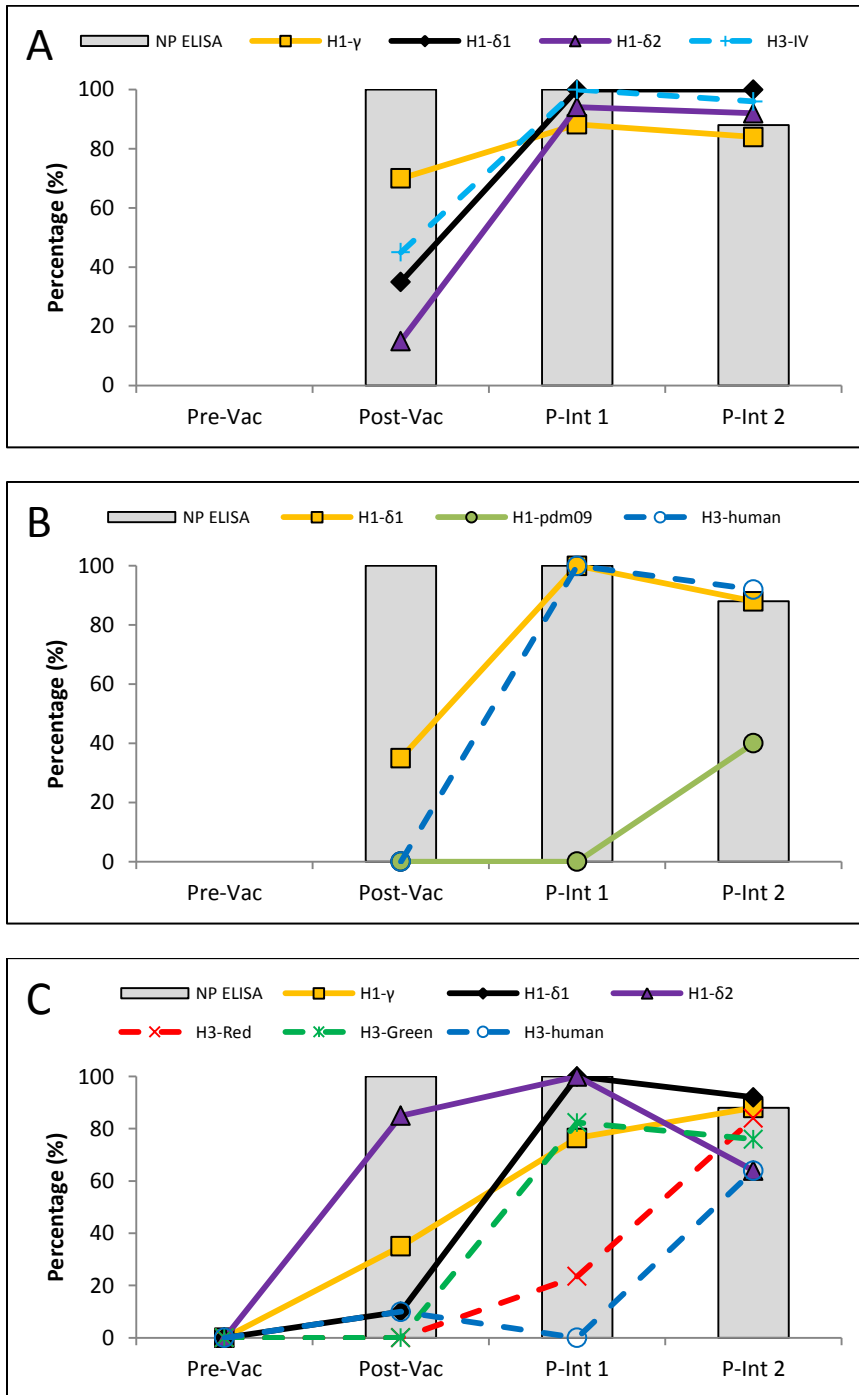 A
NP ELISA H1-γ H1-δ1 H1-δ2 H3-IV
Percentage (%)
100
80
60
40
20
0
Pre-Vac Post-Vac P-Int 1 P-Int 2
B
NP ELISA H1-δ1 H1-pdm09 H3-human
Percentage (%)
100
80
60
40
20
0
Pre-Vac Post-Vac P-Int 1 P-Int 2
C
NP ELISA H1-γ H1-δ1 H1-δ2
H3-Red H3-Green H3-human
Percentage (%)
100
80
60
40
20
0
Pre-Vac Post-Vac P-Int 1 P-Int 2